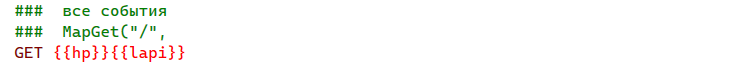 ###  все события
###  MapGet("/",
GET {{hp}}{{lapi}}